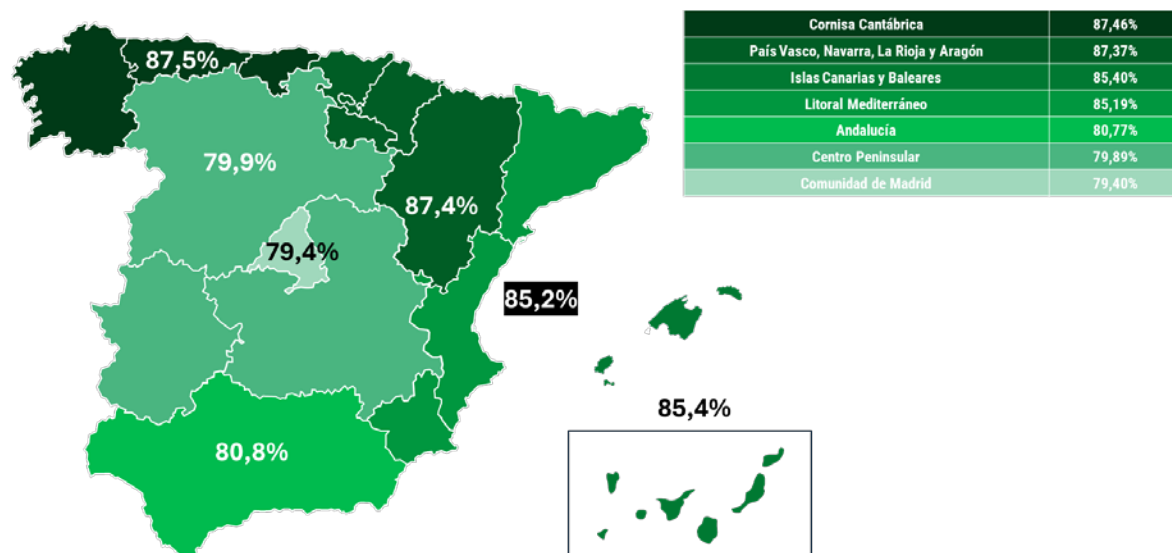 Cornisa Cantábrica 87,46%
País Vasco, Navarra, La Rioja y Aragón 87,37%
Islas Canarias y Baleares 85,40%
Litoral Mediterráneo 85,19%
Andalucía 80,77%
Centro Peninsular 79,89%
Comunidad de Madrid 79,40%
87,5%
79,9%
87,4%
79,4%
85,2%
85,4%
80,8%